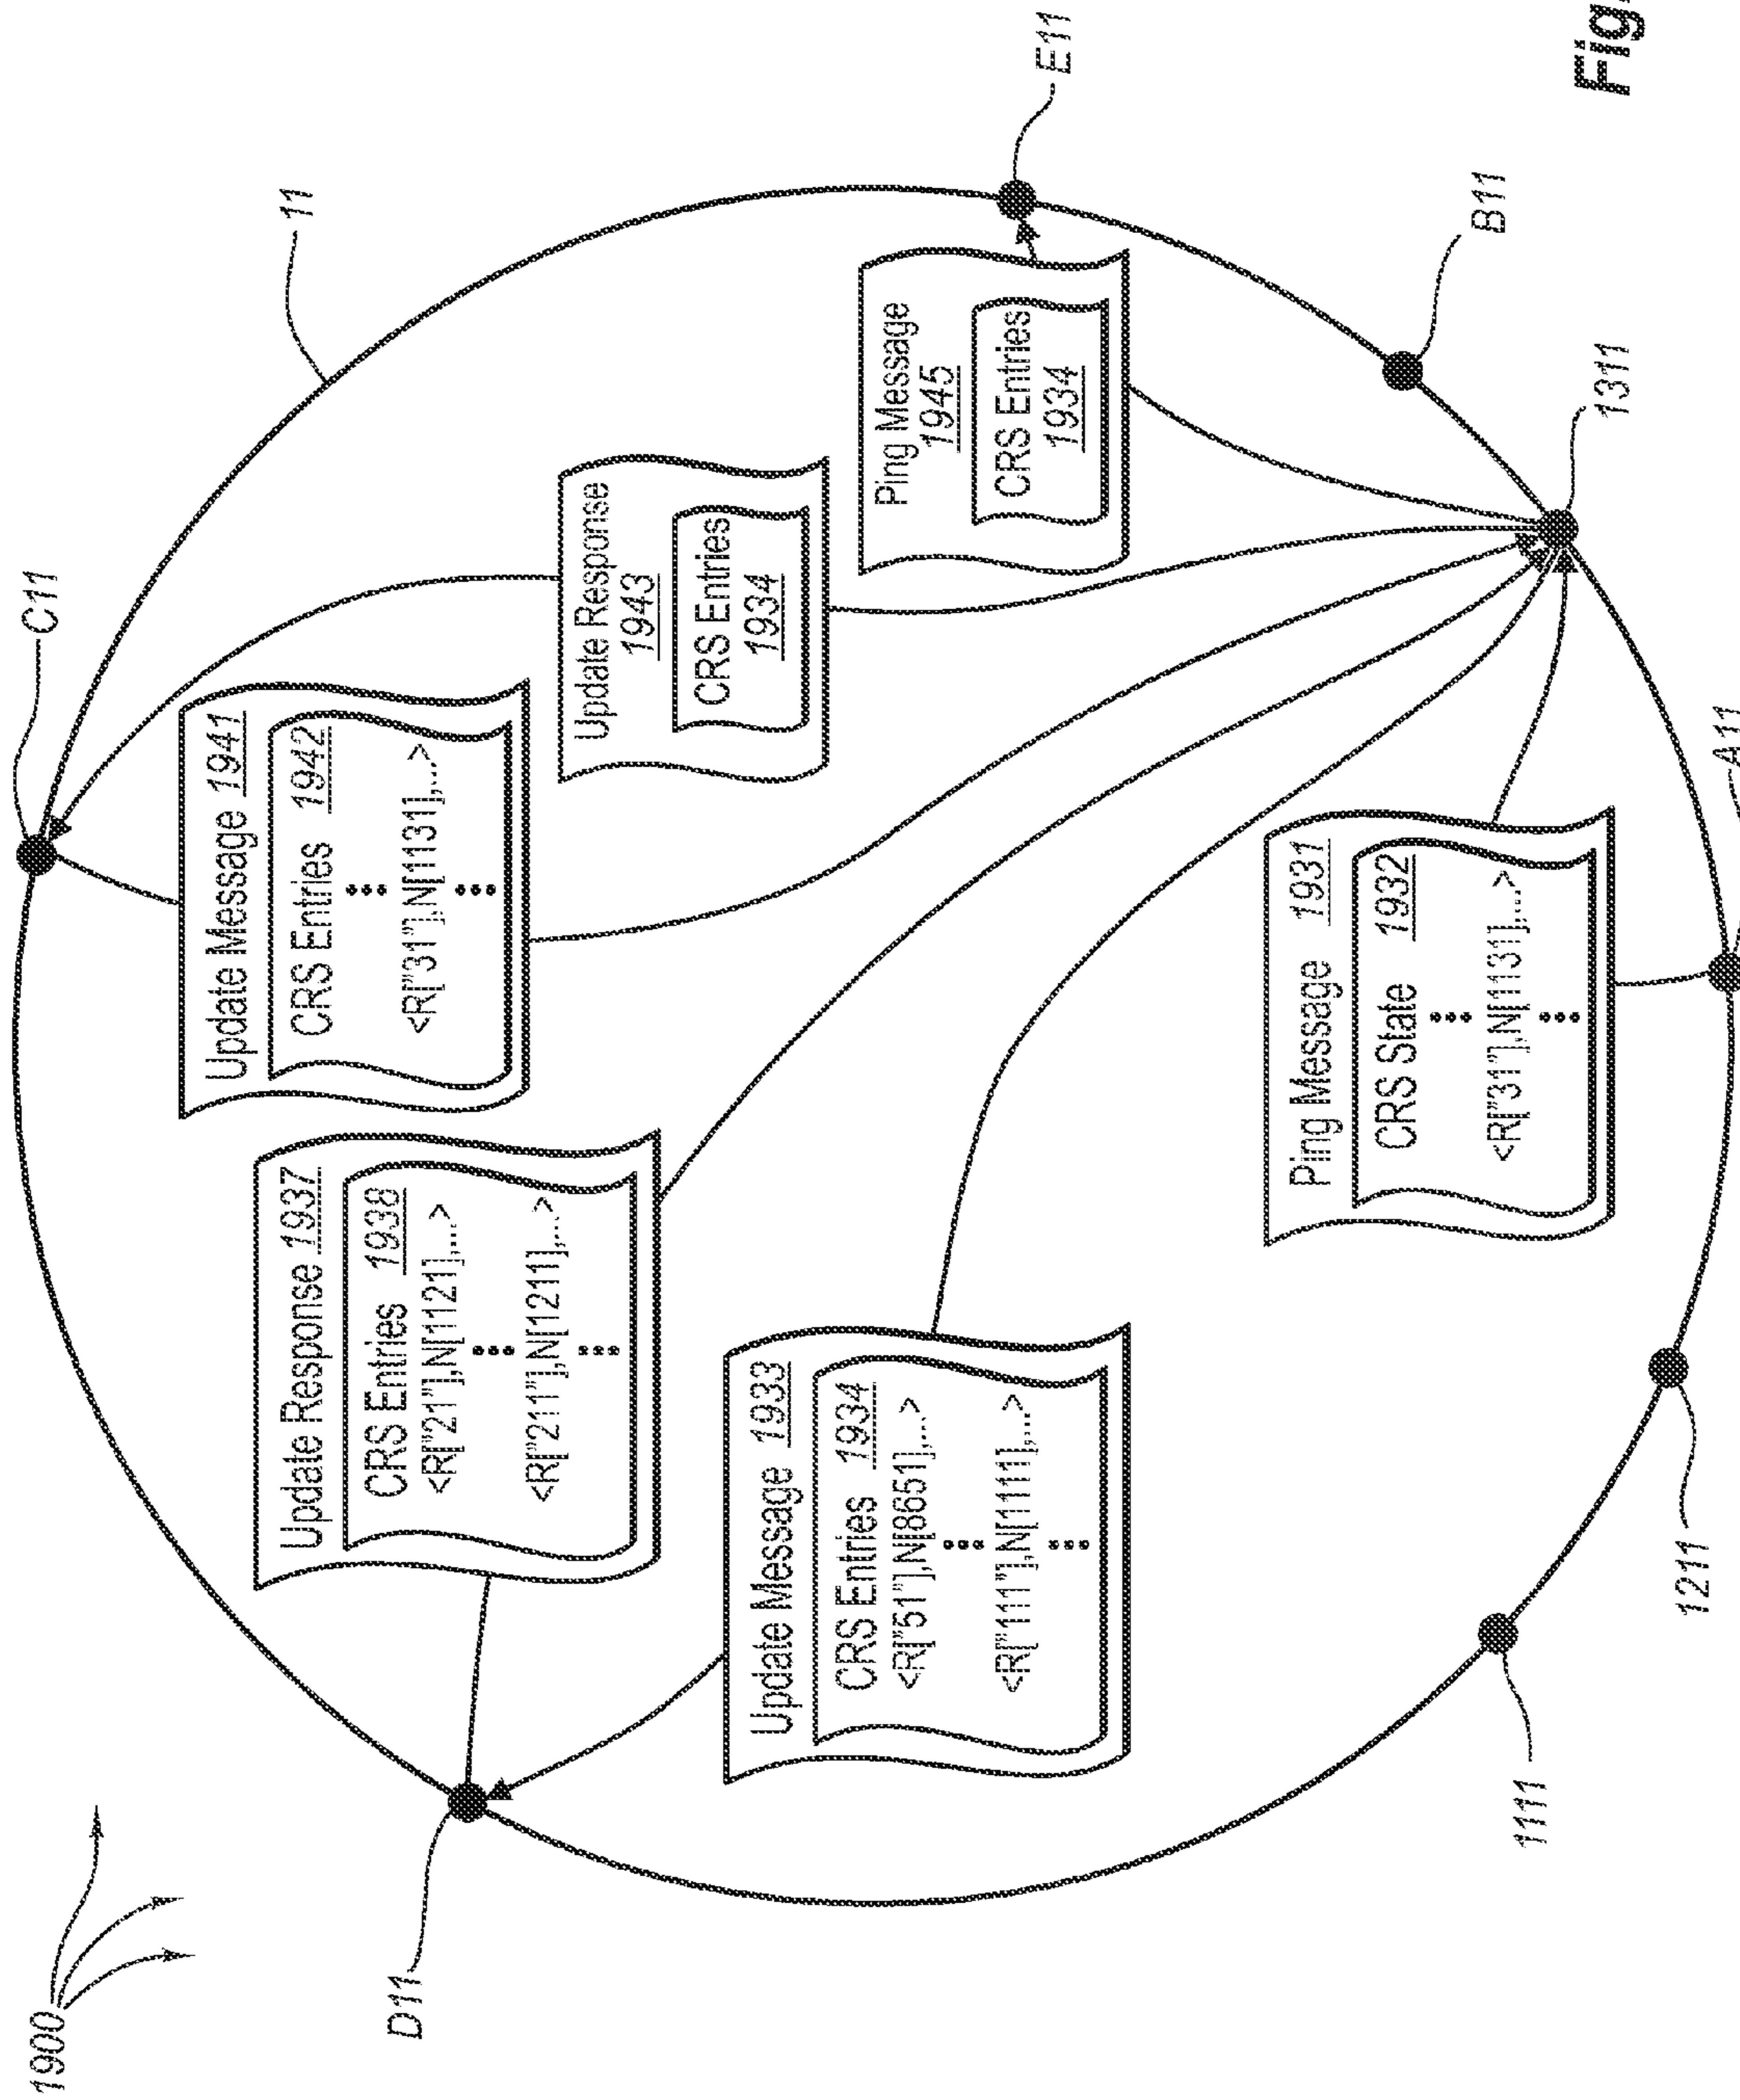 1900
D11
C11
11
E11
B11
1311
A11
1211
1111
Update Response 1937
CRS Entries 1938
<R["21"],N[1121],...>
<R["211"],N[1211],...>
Update Message 1941
CRS Entries 1942
<R["31"],N[1131],...>
Update Response
1943
CRS Entries
1934
Ping Message
1945
CRS Entries
1934
Update Message 1933
CRS Entries 1934
<R["51"],N[8651],...>
<R["111"],N[1111],...>
Ping Message 1931
CRS State 1932
<R["31"],N[1131],...>
Fig